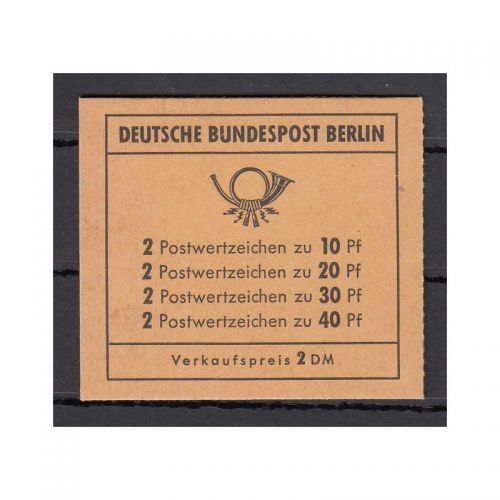 DEUTSCHE BUNDESPOST BERLIN
2 Postwertzeichen zu 10 Pf
2 Postwertzeichen zu 20 Pf
2 Postwertzeichen zu 30 Pf
2 Postwertzeichen zu 40 Pf
Verkaufspreis 2 DM